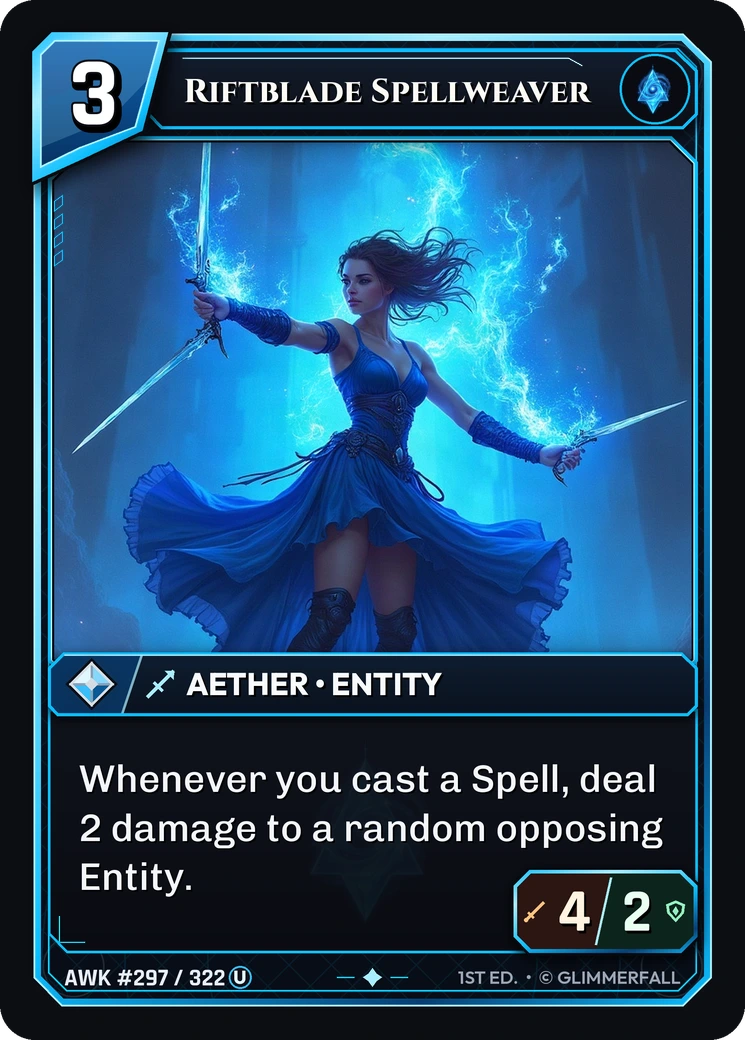 3
Riftblade Spellweaver
AETHER • ENTITY
Whenever you cast a Spell, deal
2 damage to a random opposing
Entity.
4 / 2
AWK #297 / 322 U
1ST ED. • © GLIMMERFALL